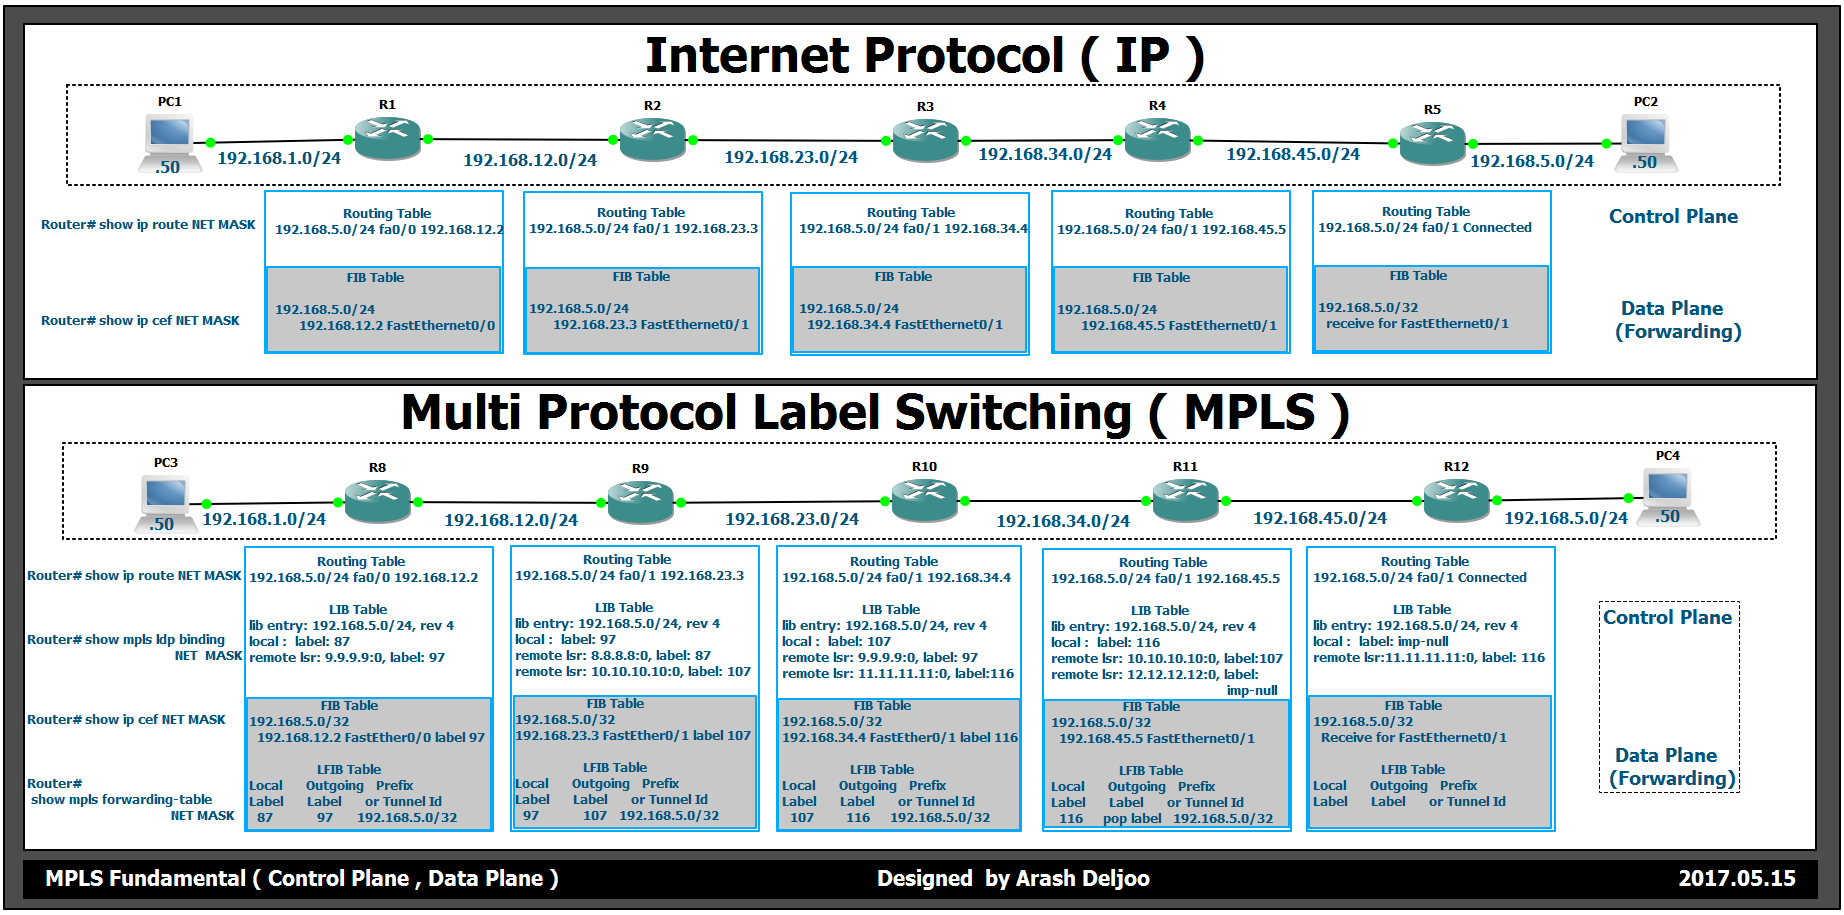 Internet Protocol ( IP )
PC1
R1
R2
R3
R4
R5
PC2
.50
192.168.1.0/24
192.168.12.0/24
192.168.23.0/24
192.168.34.0/24
192.168.45.0/24
192.168.5.0/24
.50
Router# show ip route NET MASK
Routing Table
192.168.5.0/24 fa0/0 192.168.12.2
Routing Table
192.168.5.0/24 fa0/1 192.168.23.3
Routing Table
192.168.5.0/24 fa0/1 192.168.34.4
Routing Table
192.168.5.0/24 fa0/1 192.168.45.5
Routing Table
192.168.5.0/24 fa0/1 Connected
Control Plane
Router# show ip cef NET MASK
FIB Table
192.168.5.0/24
192.168.12.2 FastEthernet0/0
FIB Table
192.168.5.0/24
192.168.23.3 FastEthernet0/1
FIB Table
192.168.5.0/24
192.168.34.4 FastEthernet0/1
FIB Table
192.168.5.0/24
192.168.45.5 FastEthernet0/1
FIB Table
192.168.5.0/32
receive for FastEthernet0/1
Data Plane
(Forwarding)
Multi Protocol Label Switching ( MPLS )
PC3
R8
R9
R10
R11
R12
PC4
.50
192.168.1.0/24
192.168.12.0/24
192.168.23.0/24
192.168.34.0/24
192.168.45.0/24
192.168.5.0/24
.50
Router# show ip route NET MASK
Router# show mpls ldp binding
NET MASK
Router# show ip cef NET MASK
Router#
show mpls forwarding-table
NET MASK
Routing Table
192.168.5.0/24 fa0/0 192.168.12.2
LIB Table
lib entry: 192.168.5.0/24, rev 4
local : label: 87
remote lsr: 9.9.9.9:0, label: 97
FIB Table
192.168.5.0/32
192.168.12.2 FastEther0/0 label 97
LFIB Table
Local Outgoing Prefix
Label Label or Tunnel Id
87 97 192.168.5.0/32
Routing Table
192.168.5.0/24 fa0/1 192.168.23.3
LIB Table
lib entry: 192.168.5.0/24, rev 4
local : label: 97
remote lsr: 8.8.8.8:0, label: 87
remote lsr: 10.10.10.10:0, label: 107
FIB Table
192.168.5.0/32
192.168.23.3 FastEther0/1 label 107
LFIB Table
Local Outgoing Prefix
Label Label or Tunnel Id
97 107 192.168.5.0/32
Routing Table
192.168.5.0/24 fa0/1 192.168.34.4
LIB Table
lib entry: 192.168.5.0/24, rev 4
local : label: 107
remote lsr: 9.9.9.9:0, label: 97
remote lsr: 11.11.11.11:0, label:116
FIB Table
192.168.5.0/32
192.168.34.4 FastEther0/1 label 116
LFIB Table
Local Outgoing Prefix
Label Label or Tunnel Id
107 116 192.168.5.0/32
Routing Table
192.168.5.0/24 fa0/1 192.168.45.5
LIB Table
lib entry: 192.168.5.0/24, rev 4
local : label: 116
remote lsr: 10.10.10.10:0, label:107
remote lsr: 12.12.12.12:0, label:
imp-null
FIB Table
192.168.5.0/32
192.168.45.5 FastEthernet0/1
LFIB Table
Local Outgoing Prefix
Label Label or Tunnel Id
116 pop label 192.168.5.0/32
Routing Table
192.168.5.0/24 fa0/1 Connected
LIB Table
lib entry: 192.168.5.0/24, rev 4
local : label: imp-null
remote lsr:11.11.11.11:0, label: 116
FIB Table
192.168.5.0/32
Receive for FastEthernet0/1
LFIB Table
Local Outgoing Prefix
Label Label or Tunnel Id
Control Plane
Data Plane
(Forwarding)
MPLS Fundamental ( Control Plane , Data Plane )
Designed by Arash Deljoo
2017.05.15